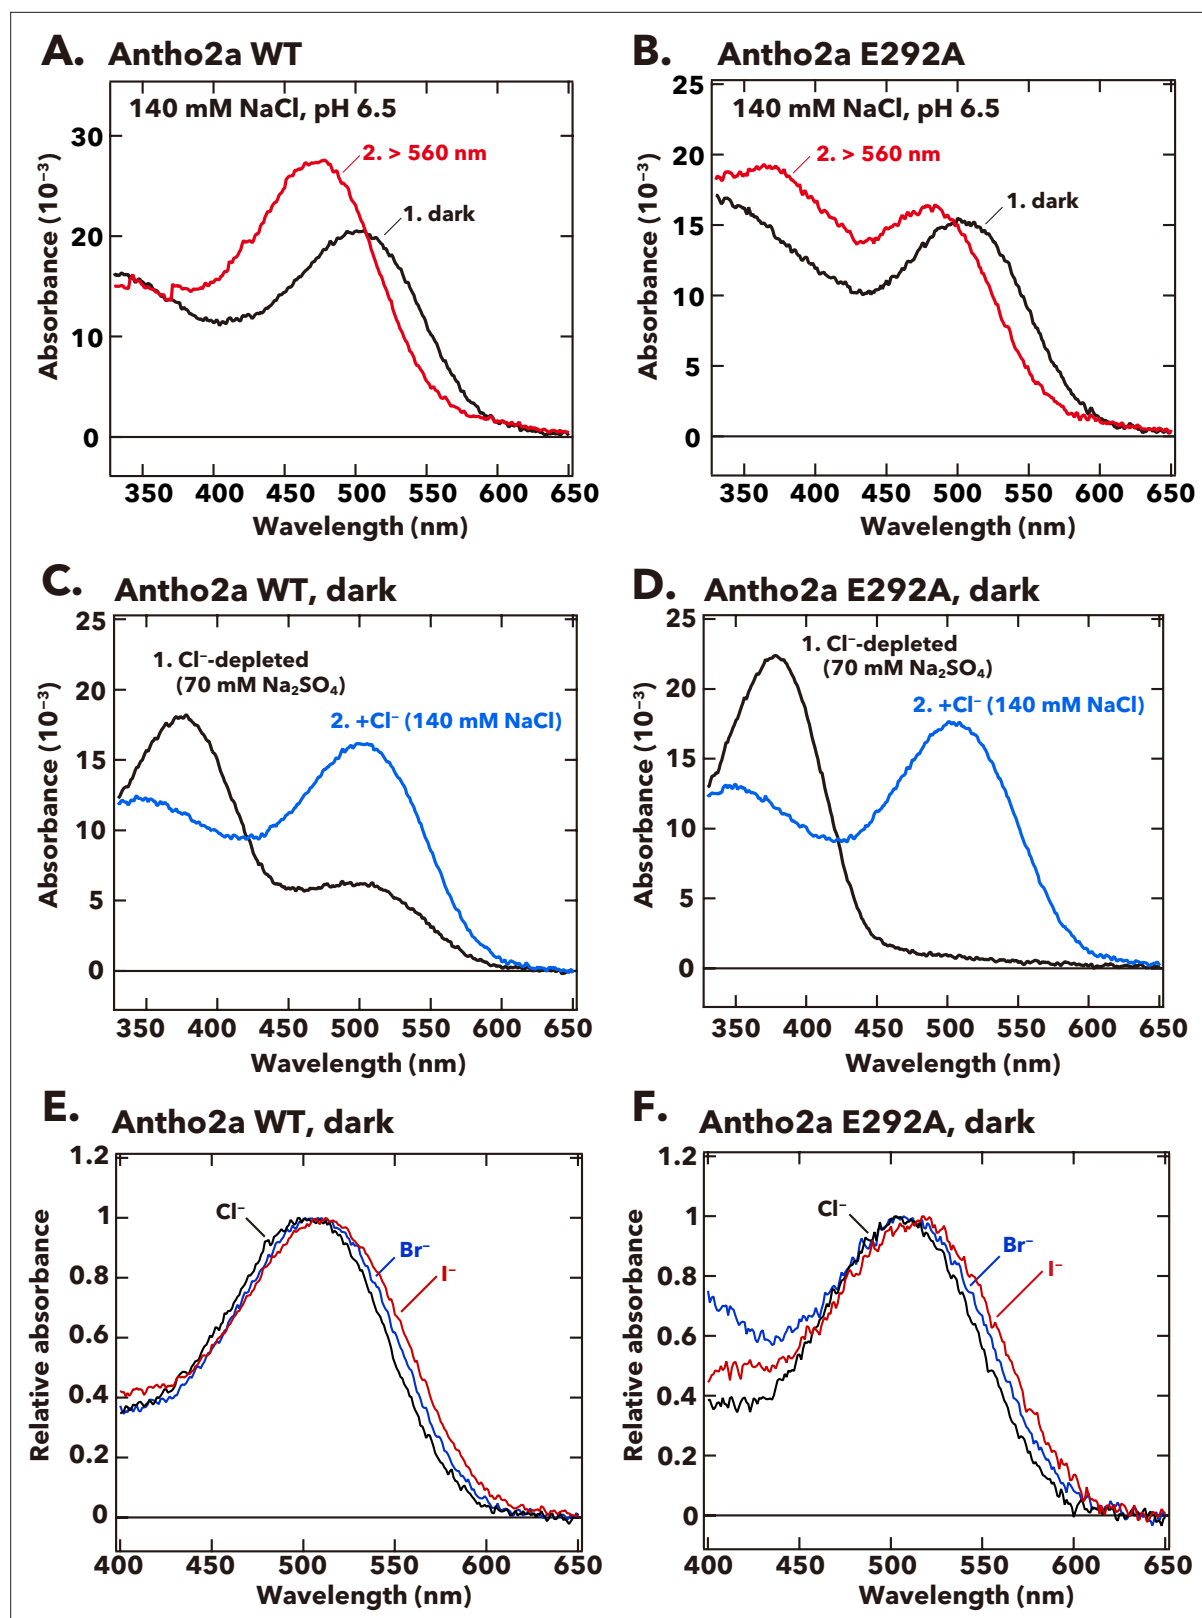 A. Antho2a WT
140 mM NaCl, pH 6.5
2. > 560 nm
1. dark
Absorbance (10⁻³)
30
20
10
0
350 400 450 500 550 600 650
Wavelength (nm)
B. Antho2a E292A
140 mM NaCl, pH 6.5
2. > 560 nm
1. dark
Absorbance (10⁻³)
25
20
15
10
5
0
350 400 450 500 550 600 650
Wavelength (nm)
C. Antho2a WT, dark
1. Cl⁻-depleted
(70 mM Na₂SO₄)
2. +Cl⁻ (140 mM NaCl)
Absorbance (10⁻³)
25
20
15
10
5
0
350 400 450 500 550 600 650
Wavelength (nm)
D. Antho2a E292A, dark
1. Cl⁻-depleted
(70 mM Na₂SO₄)
2. +Cl⁻ (140 mM NaCl)
Absorbance (10⁻³)
25
20
15
10
5
0
350 400 450 500 550 600 650
Wavelength (nm)
E. Antho2a WT, dark
Cl⁻
Br⁻
I⁻
Relative absorbance
1.2
1
0.8
0.6
0.4
0.2
0
400 450 500 550 600 650
Wavelength (nm)
F. Antho2a E292A, dark
Cl⁻
Br⁻
I⁻
Relative absorbance
1.2
1
0.8
0.6
0.4
0.2
0
400 450 500 550 600 650
Wavelength (nm)